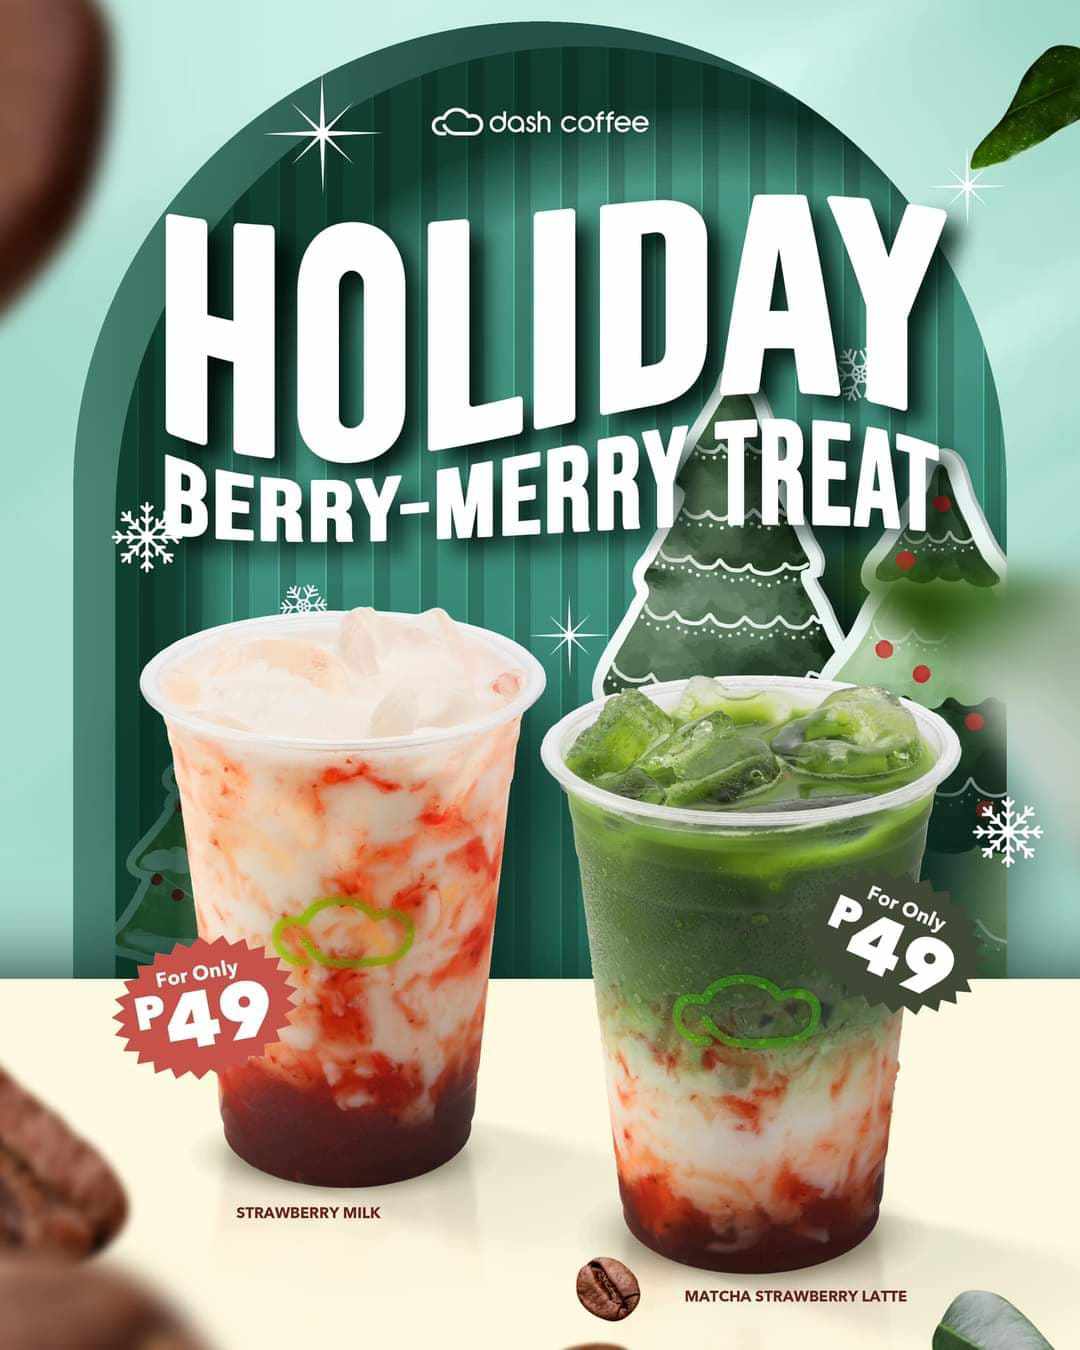 dash coffee
HOLIDAY
BERRY-MERRY TREAT
For Only
P49
For Only
P49
STRAWBERRY MILK
MATCHA STRAWBERRY LATTE